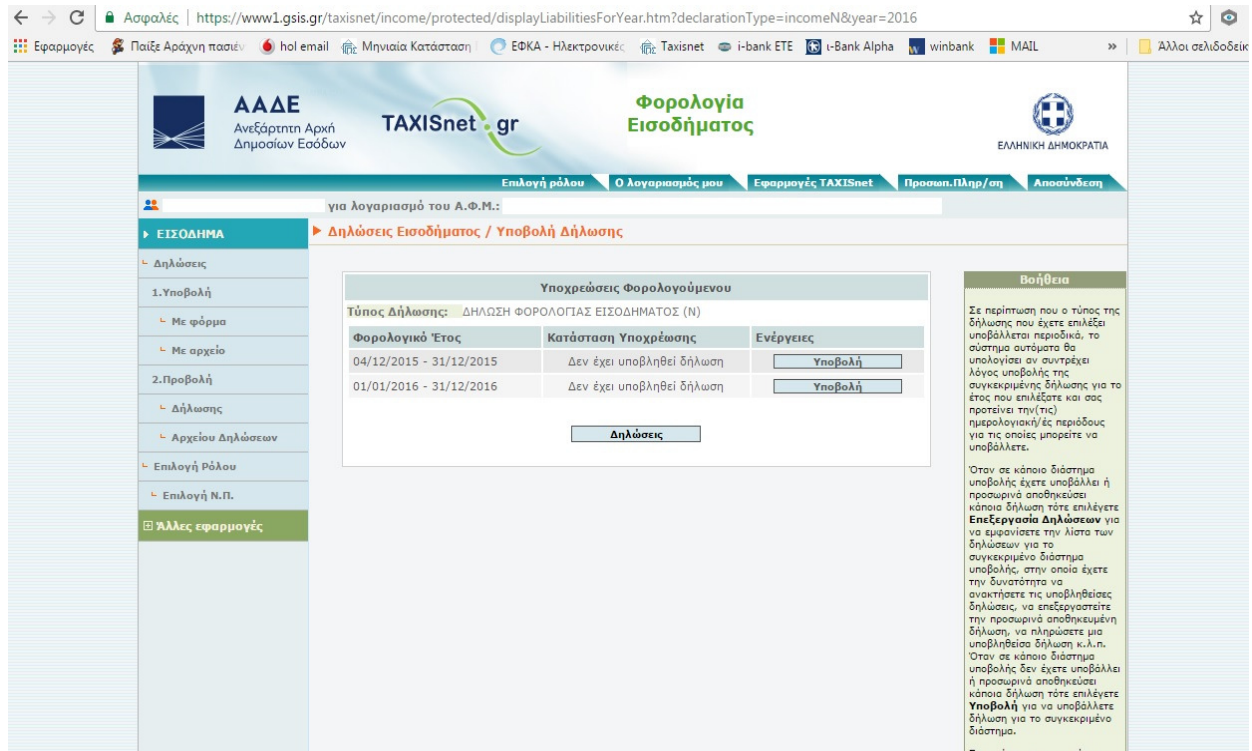 Ασφαλές | https://www1.gsis.gr/taxisnet/income/protected/displayLiabilitiesForYear.htm?declarationType=incomeN&year=2016
Εφαρμογές Παίξε Αράχνη πασιέν hol email Μηνιαία Κατάσταση ΕΦΚΑ - Ηλεκτρονικές Taxisnet i-bank ETE ι-Bank Alpha winbank MAIL » Άλλοι σελιδοδείκ
ΑΑΔΕ
Ανεξάρτητη Αρχή
Δημοσίων Εσόδων
TAXISnet.gr
Φορολογία
Εισοδήματος
ΕΛΛΗΝΙΚΗ ΔΗΜΟΚΡΑΤΙΑ
Επιλογή ρόλου Ο λογαριασμός μου Εφαρμογές TAXISnet Προσωπ.Πληρ/ση Αποσύνδεση
για λογαριασμό του Α.Φ.Μ.:
ΕΙΣΟΔΗΜΑ
Δηλώσεις
1.Υποβολή
Με φόρμα
Με αρχείο
2.Προβολή
Δήλωσης
Αρχείου Δηλώσεων
Επιλογή Ρόλου
Επιλογή Ν.Π.
Άλλες εφαρμογές
Δηλώσεις Εισοδήματος / Υποβολή Δήλωσης
Υποχρεώσεις Φορολογούμενου
Τύπος Δήλωσης: ΔΗΛΩΣΗ ΦΟΡΟΛΟΓΙΑΣ ΕΙΣΟΔΗΜΑΤΟΣ (Ν)
Φορολογικό Έτος Κατάσταση Υποχρέωσης Ενέργειες
04/12/2015 - 31/12/2015 Δεν έχει υποβληθεί δήλωση Υποβολή
01/01/2016 - 31/12/2016 Δεν έχει υποβληθεί δήλωση Υποβολή
Δηλώσεις
Βοήθεια
Σε περίπτωση που ο τύπος της
δήλωσης που έχετε επιλέξει
υποβάλλεται περιοδικά, το
σύστημα αυτόματα θα
υπολογίσει αν συντρέχει
λόγος υποβολής της
συγκεκριμένης δήλωσης για το
έτος που επιλέξατε και σας
προτείνει την(τις)
ημερολογιακή/ές περιόδους
για τις οποίες μπορείτε να
υποβάλλετε.
Όταν σε κάποιο διάστημα
υποβολής έχετε υποβάλλει ή
προσωρινά αποθηκεύσει
κάποια δήλωση τότε επιλέγετε
Επεξεργασία Δηλώσεων για
να εμφανίσετε την λίστα των
δηλώσεων για το
συγκεκριμένο διάστημα
υποβολής, στην οποία έχετε
την δυνατότητα να
ανακτήσετε τις υποβληθείσες
δηλώσεις, να επεξεργαστείτε
την προσωρινά αποθηκευμένη
δήλωση, να πληρώσετε μια
υποβληθείσα δήλωση κ.λ.π.
Όταν σε κάποιο διάστημα
υποβολής δεν έχετε υποβάλλει
ή προσωρινά αποθηκεύσει
κάποια δήλωση τότε επιλέγετε
Υποβολή για να υποβάλλετε
δήλωση για το συγκεκριμένο
διάστημα.